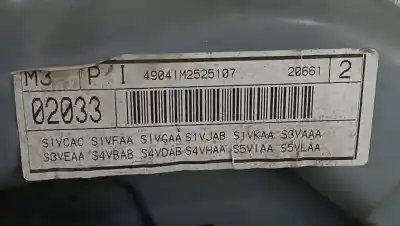 M3 P I 49041M2525107 20661 2
02033
S1VCAC S1VFAA S1VGAA S1VJAB S1VKAA S3VAAA
S3VEAA S4VBAB S4VDAB S4VHAA S5VIAA S5VLAA